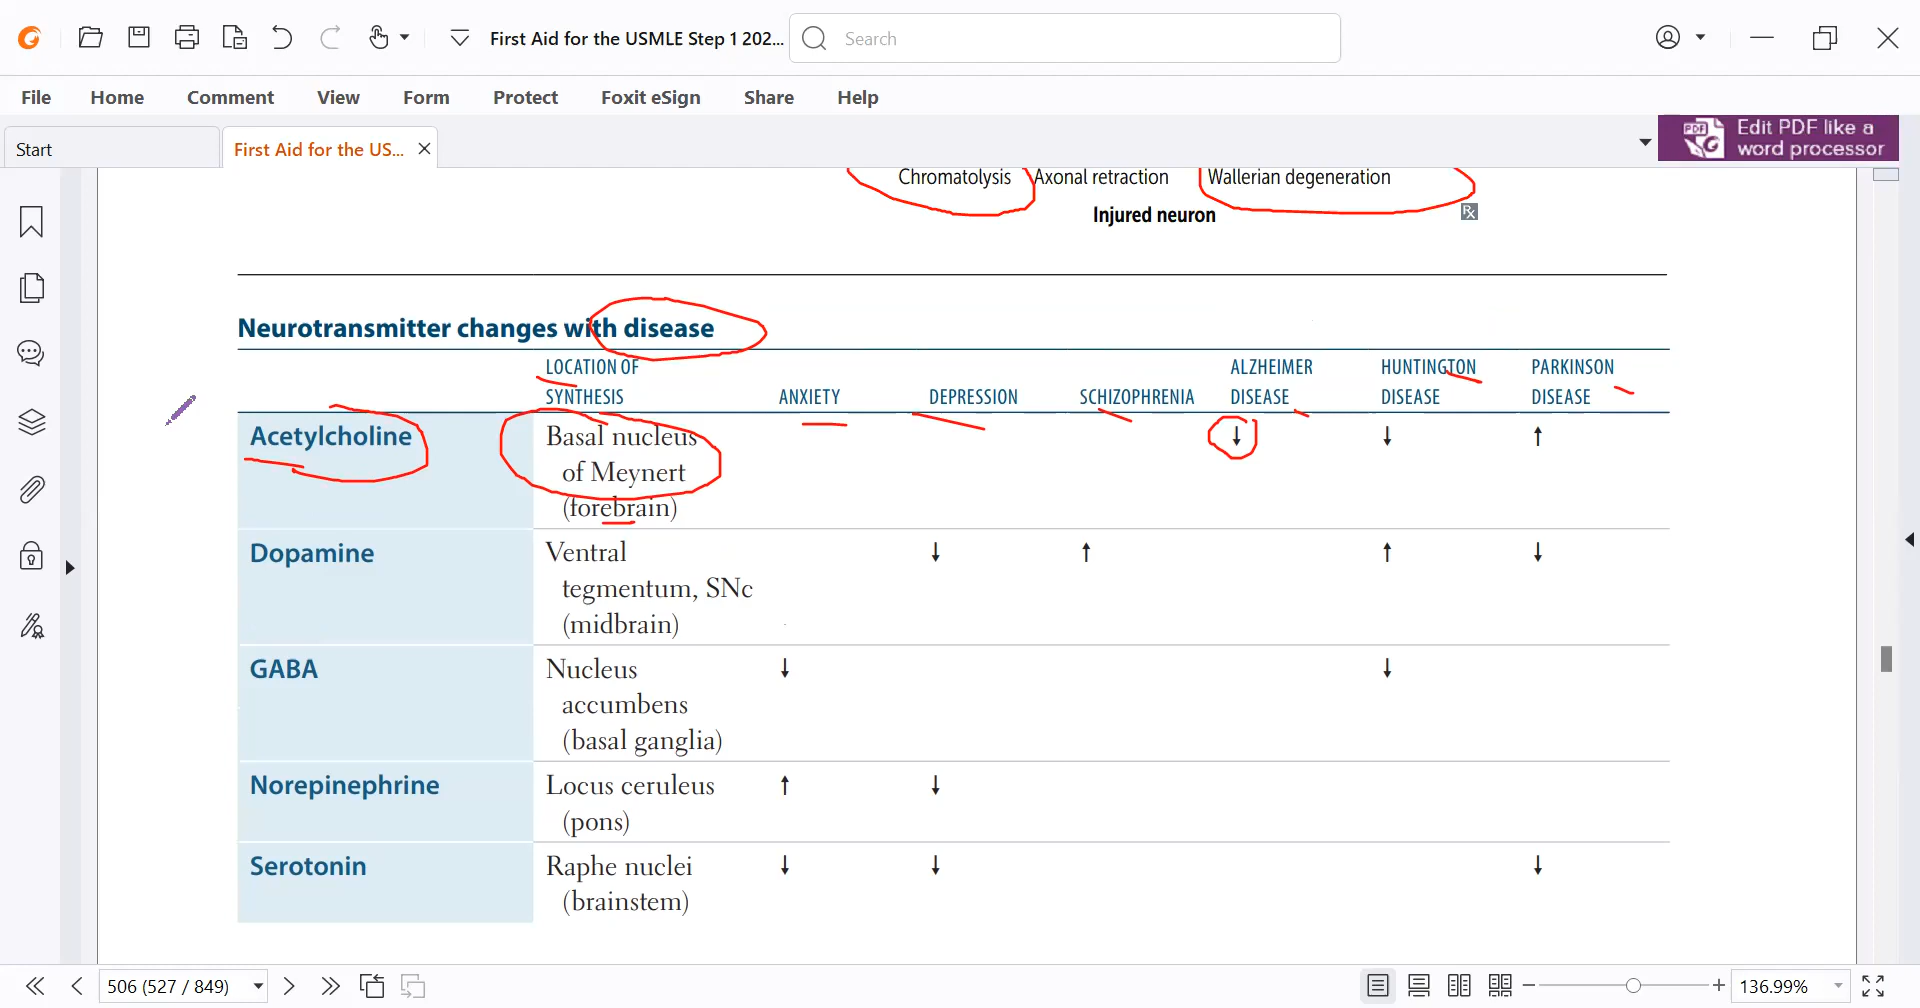 First Aid for the USMLE Step 1 202...
Search
File Home Comment View Form Protect Foxit eSign Share Help
Start
First Aid for the US...
PDF
Edit PDF like a
word processor
Chromatolysis Axonal retraction Wallerian degeneration
Injured neuron
Rx
Neurotransmitter changes with disease
LOCATION OF
SYNTHESIS
ANXIETY
DEPRESSION
SCHIZOPHRENIA
ALZHEIMER
DISEASE
HUNTINGTON
DISEASE
PARKINSON
DISEASE
Acetylcholine
Basal nucleus
of Meynert
(forebrain)
↓ ↓ ↑
Dopamine
Ventral
tegmentum, SNc
(midbrain)
↓ ↑ ↑ ↓
GABA
Nucleus
accumbens
(basal ganglia)
↓ ↓
Norepinephrine
Locus ceruleus
(pons)
↑ ↓
Serotonin
Raphe nuclei
(brainstem)
↓ ↓ ↓
506 (527 / 849)
136.99%